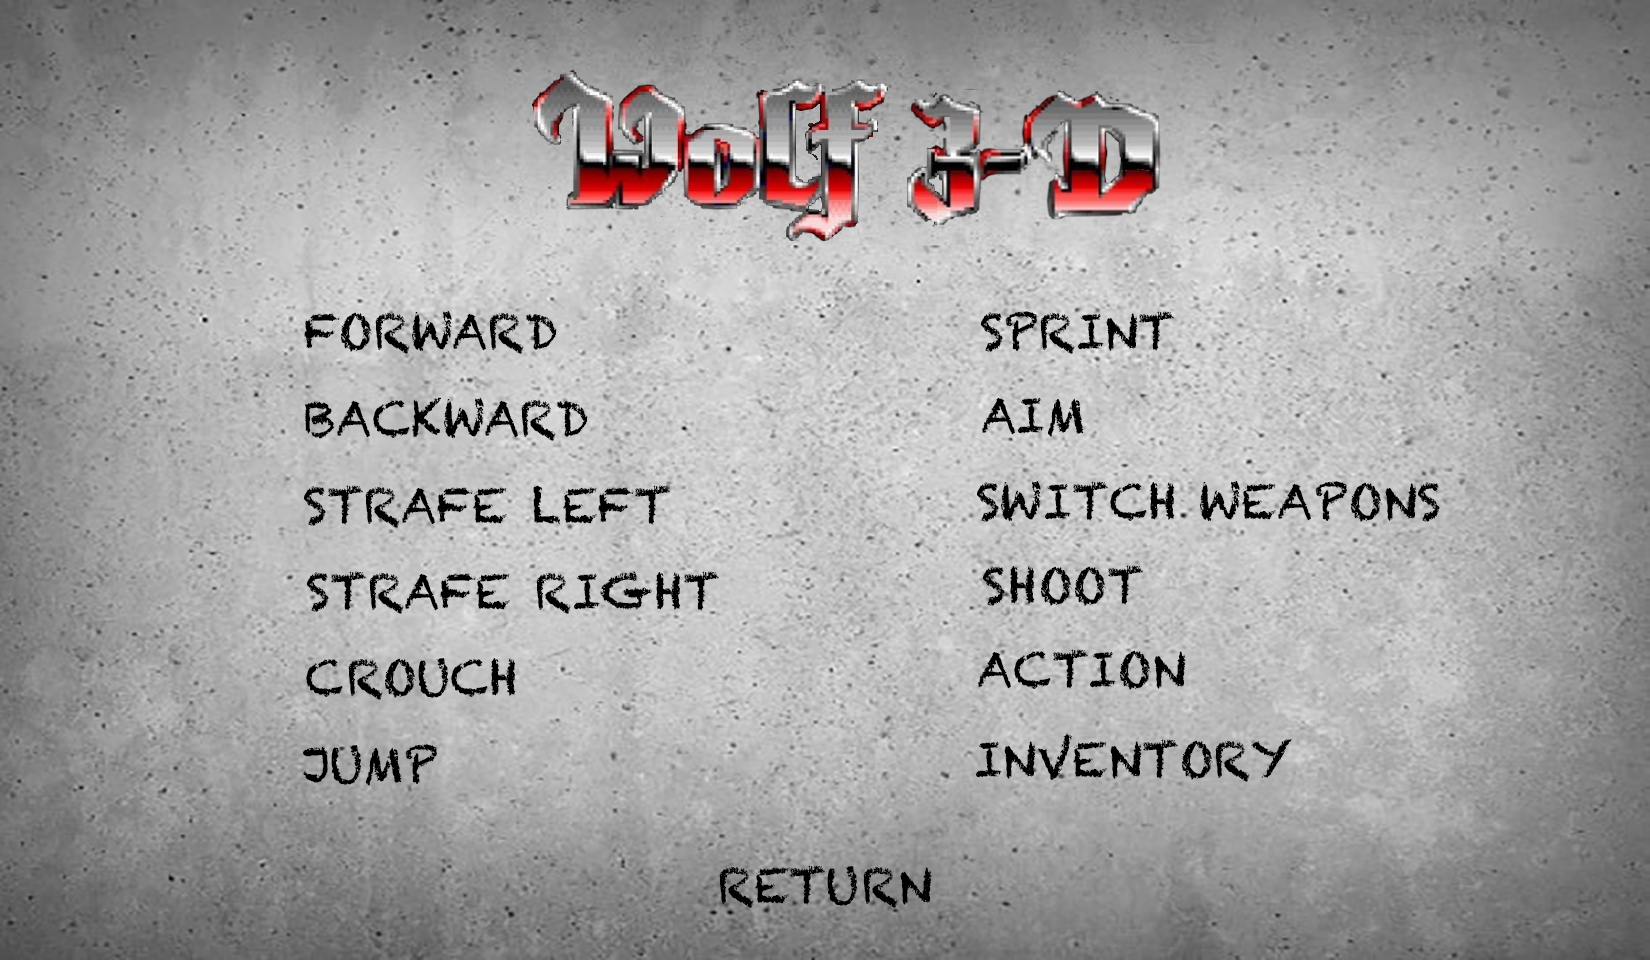 Wolf 3-D
FORWARD
BACKWARD
STRAFE LEFT
STRAFE RIGHT
CROUCH
JUMP
SPRINT
AIM
SWITCH WEAPONS
SHOOT
ACTION
INVENTORY
RETURN